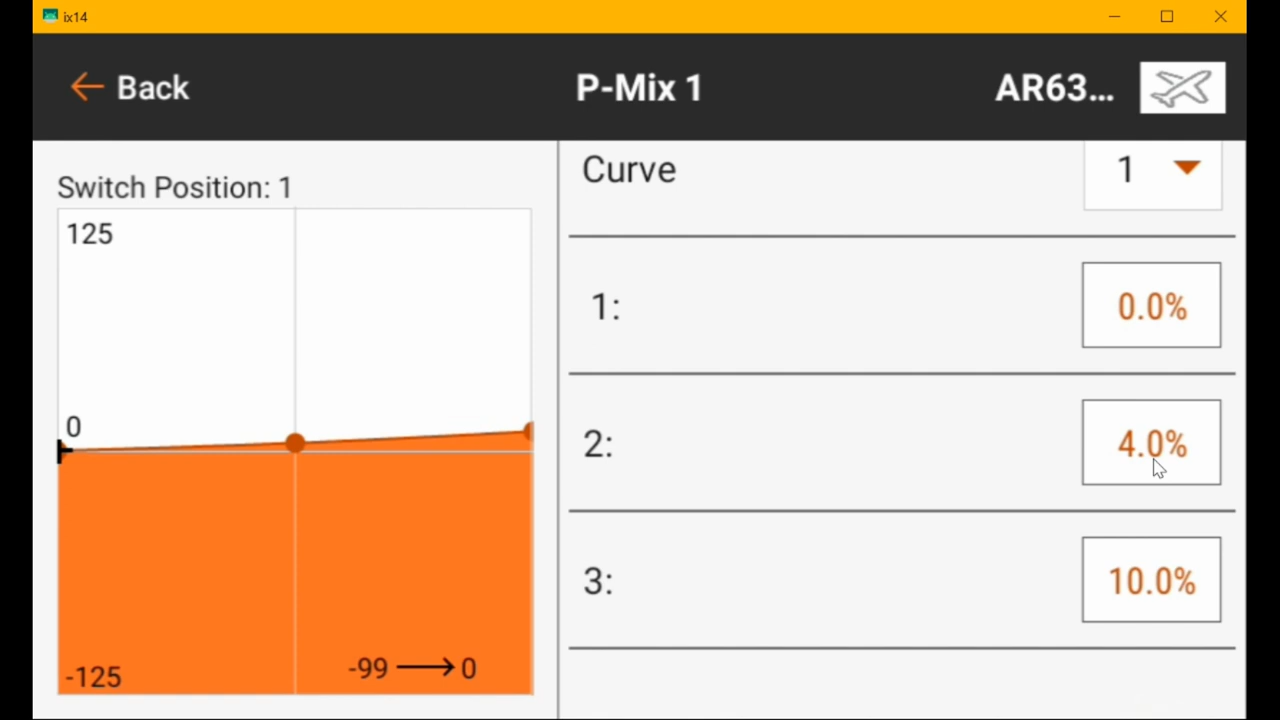 ix14
Back
P-Mix 1
AR63...
Switch Position: 1
125
0
-125
-99 → 0
Curve
1
1:
0.0%
2:
4.0%
3:
10.0%